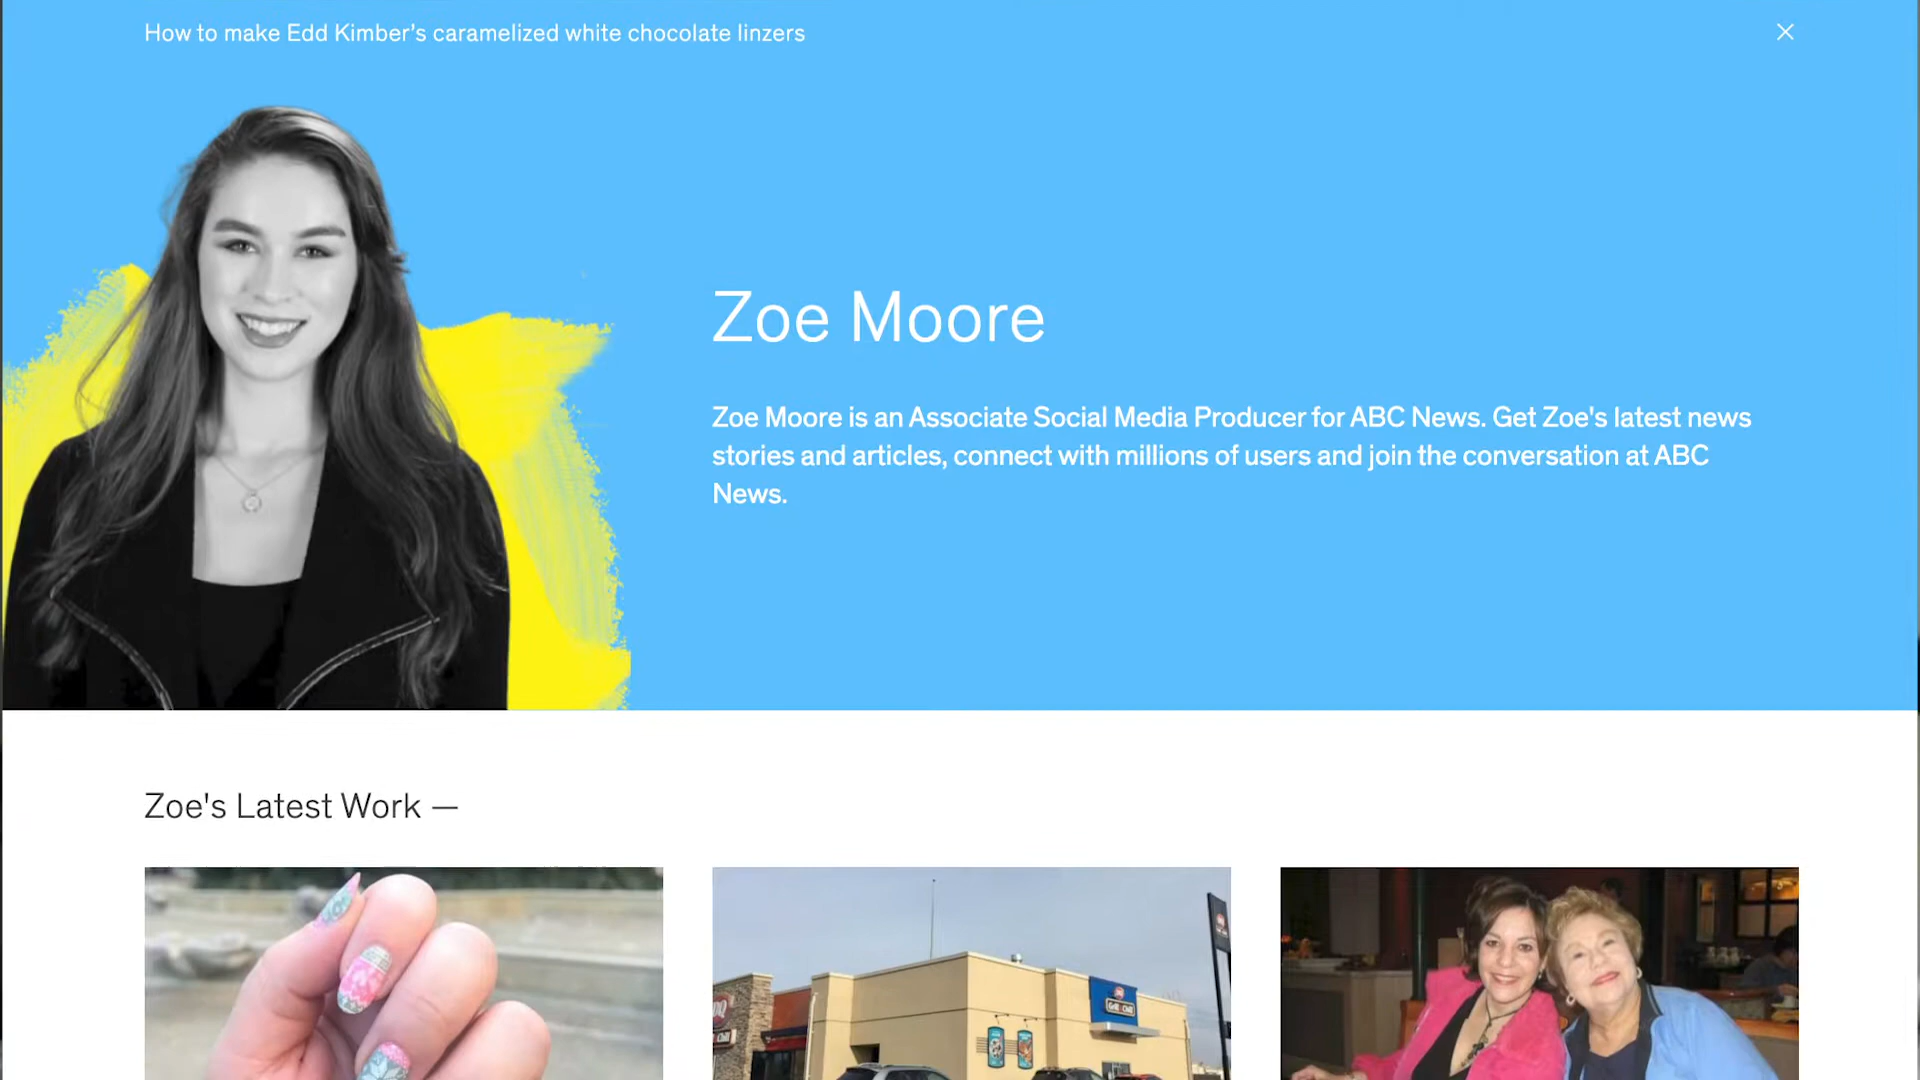 How to make Edd Kimber's caramelized white chocolate linzers
Zoe Moore
Zoe Moore is an Associate Social Media Producer for ABC News. Get Zoe's latest news
stories and articles, connect with millions of users and join the conversation at ABC
News.
Zoe's Latest Work —
Grill & Chill